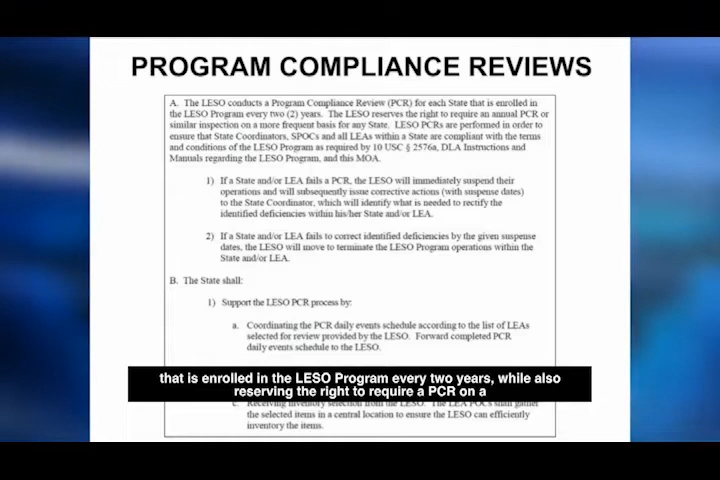 PROGRAM COMPLIANCE REVIEWS
A. The LESO conducts a Program Compliance Review (PCR) for each State that is enrolled in
the LESO Program every two (2) years. The LESO reserves the right to require an annual PCR or
similar inspection on a more frequent basis for any State. LESO PCRs are performed in order to
ensure that State Coordinators, SPOCs and all LEAs within a State are compliant with the terms
and conditions of the LESO Program as required by 10 USC § 2576a, DLA Instructions and
Manuals regarding the LESO Program, and this MOA.
1) If a State and/or LEA fails a PCR, the LESO will immediately suspend their
operations and will subsequently issue corrective actions (with suspense dates)
to the State Coordinator, which will identify what is needed to rectify the
identified deficiencies within his/her State and/or LEA.
2) If a State and/or LEA fails to correct identified deficiencies by the given suspense
dates, the LESO will move to terminate the LESO Program operations within the
State and/or LEA.
B. The State shall:
1) Support the LESO PCR process by:
a. Coordinating the PCR daily events schedule according to the list of LEAs
selected for review provided by the LESO. Forward completed PCR
daily events schedule to the LESO.
that is enrolled in the LESO Program every two years, while also
reserving the right to require a PCR on a
c. Receiving inventory selection from the LESO. The LEA POCs shall gather
the selected items in a central location to ensure the LESO can efficiently
inventory the items.